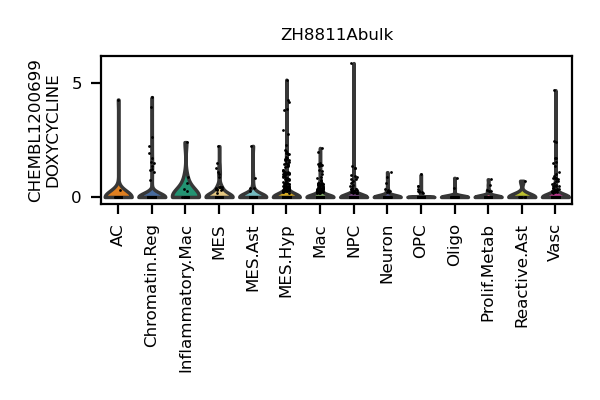 ZH8811Abulk
CHEMBL1200699
DOXYCYCLINE
5
0
AC
Chromatin.Reg
Inflammatory.Mac
MES
MES.Ast
MES.Hyp
Mac
NPC
Neuron
OPC
Oligo
Prolif.Metab
Reactive.Ast
Vasc